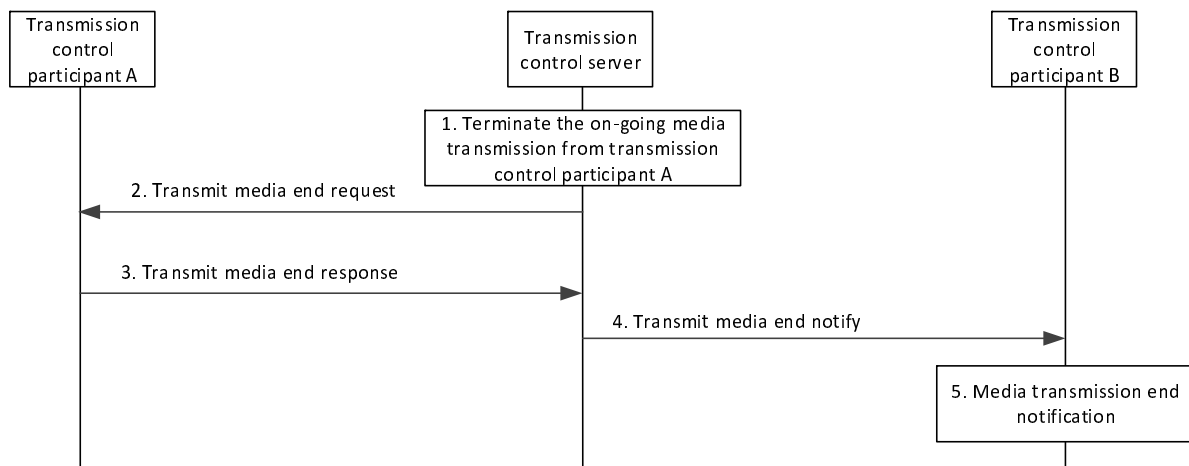 Transmission
control
participant A
Transmission
control server
Transmission
control
participant B
1. Terminate the on-going media
transmission from transmission
control participant A
2. Transmit media end request
3. Transmit media end response
4. Transmit media end notify
5. Media transmission end
notification